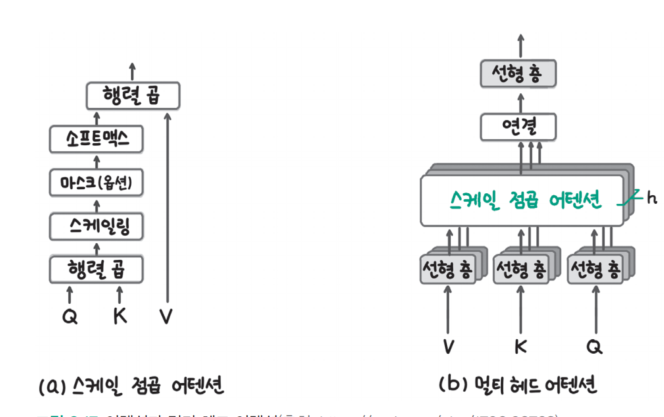 행렬 곱
소프트맥스
마스크(옵션)
스케일링
행렬 곱
Q K V
(a) 스케일 점곱 어텐션
선형 층
연결
스케일 점곱 어텐션
h
선형 층 선형 층 선형 층
V K Q
(b) 멀티 헤드 어텐션